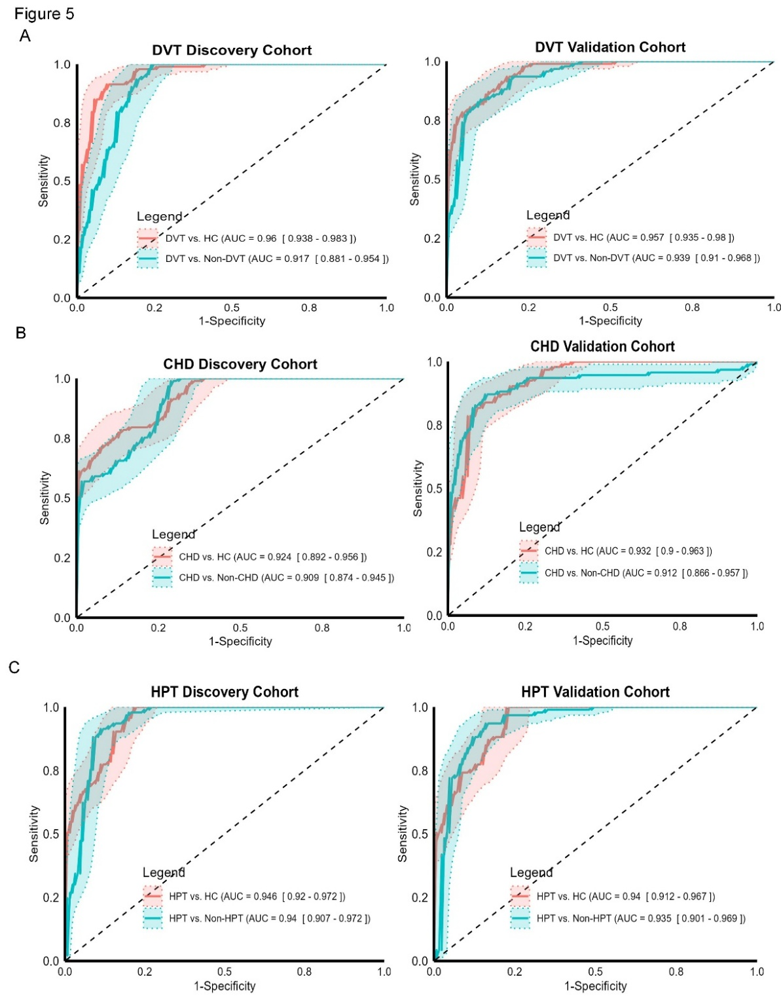 Figure 5
A
DVT Discovery Cohort
1.0
0.8
0.5
0.2
0.0
Sensitivity
Legend
DVT vs. HC (AUC = 0.96 [ 0.938 - 0.983 ])
DVT vs. Non-DVT (AUC = 0.917 [ 0.881 - 0.954 ])
0.0 0.2 0.5 0.8 1.0
1-Specificity
DVT Validation Cohort
1.0
0.8
0.5
0.2
0.0
Sensitivity
Legend
DVT vs. HC (AUC = 0.957 [ 0.935 - 0.98 ])
DVT vs. Non-DVT (AUC = 0.939 [ 0.91 - 0.968 ])
0.0 0.2 0.5 0.8 1.0
1-Specificity
B
CHD Discovery Cohort
1.0
0.8
0.5
0.2
0.0
Sensitivity
Legend
CHD vs. HC (AUC = 0.924 [ 0.892 - 0.956 ])
CHD vs. Non-CHD (AUC = 0.909 [ 0.874 - 0.945 ])
0.0 0.2 0.5 0.8 1.0
1-Specificity
CHD Validation Cohort
1.0
0.8
0.5
0.2
0.0
Sensitivity
Legend
CHD vs. HC (AUC = 0.932 [ 0.9 - 0.963 ])
CHD vs. Non-CHD (AUC = 0.912 [ 0.866 - 0.957 ])
0.0 0.2 0.5 0.8 1.0
1-Specificity
C
HPT Discovery Cohort
1.0
0.8
0.5
0.2
0.0
Sensitivity
Legend
HPT vs. HC (AUC = 0.946 [ 0.92 - 0.972 ])
HPT vs. Non-HPT (AUC = 0.94 [ 0.907 - 0.972 ])
0.0 0.2 0.5 0.8 1.0
1-Specificity
HPT Validation Cohort
1.0
0.8
0.5
0.2
0.0
Sensitivity
Legend
HPT vs. HC (AUC = 0.94 [ 0.912 - 0.967 ])
HPT vs. Non-HPT (AUC = 0.935 [ 0.901 - 0.969 ])
0.0 0.2 0.5 0.8 1.0
1-Specificity